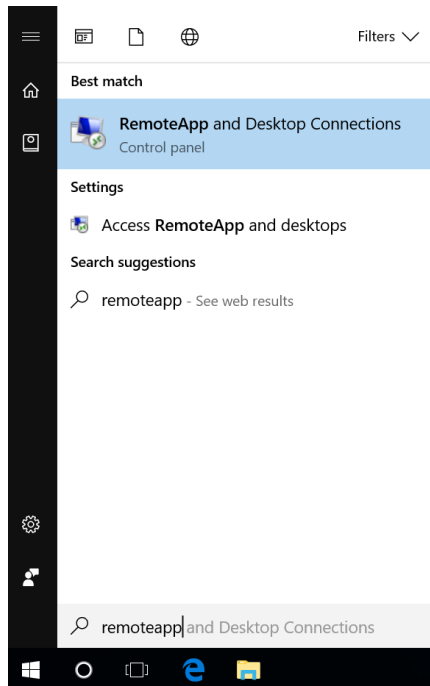 Filters
Best match
RemoteApp and Desktop Connections
Control panel
Settings
Access RemoteApp and desktops
Search suggestions
remoteapp - See web results
remoteapp and Desktop Connections